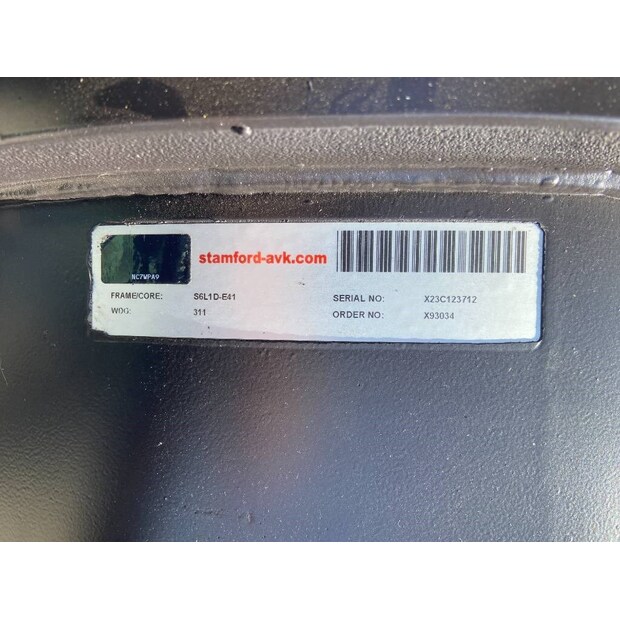 stamford-avk.com
NC7WPA9
FRAME/CORE: S6L1D-E41 SERIAL NO: X23C123712
WDG: 311 ORDER NO: X93034